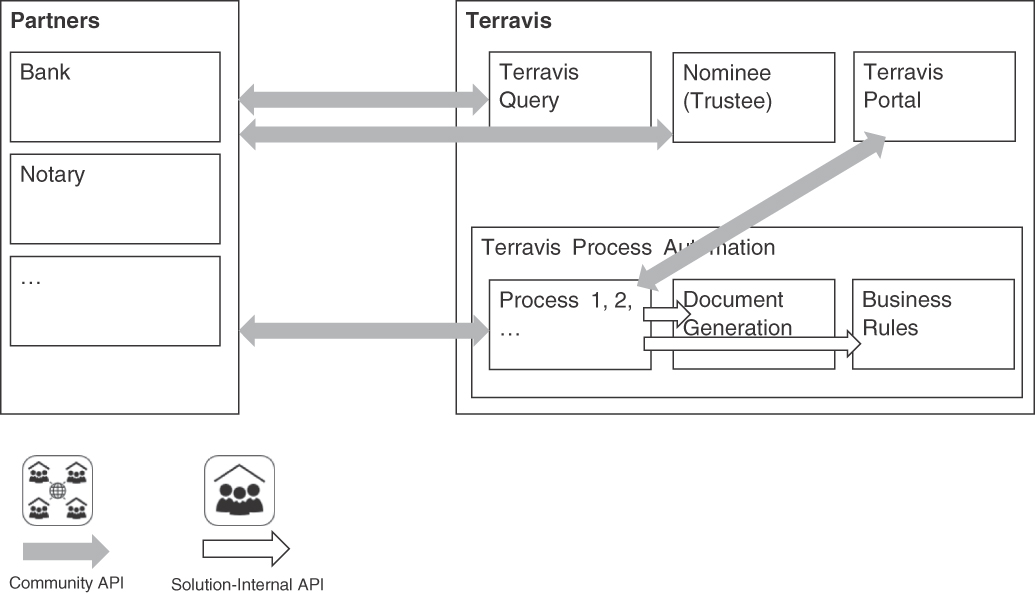 Partners
Bank
Notary
…
Terravis
Terravis
Query
Nominee
(Trustee)
Terravis
Portal
Terravis Process Automation
Process 1, 2,
…
Document
Generation
Business
Rules
Community API
Solution-Internal API